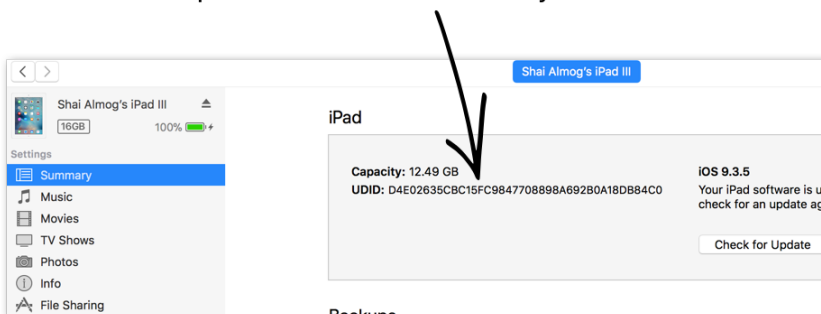 Shai Almog's iPad III
Shai Almog's iPad III
16GB
100%
Settings
Summary
Music
Movies
TV Shows
Photos
Info
File Sharing
iPad
Capacity: 12.49 GB
UDID: D4E02635CBC15FC9847708898A692B0A18DB84C0
iOS 9.3.5
Your iPad software is
check for an update
Check for Update
Backups